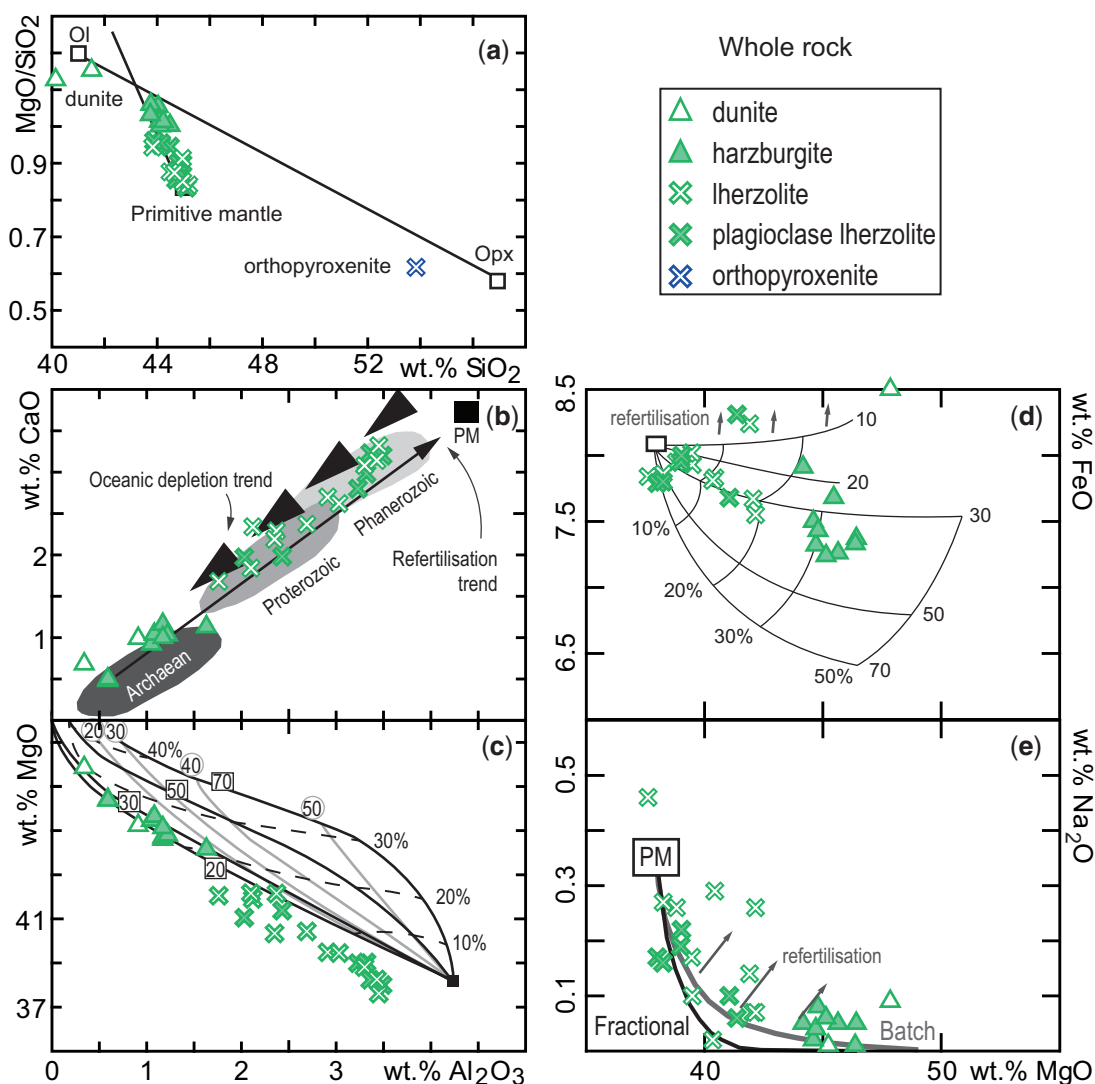 (a)
MgO/SiO2
Ol
dunite
0.9
Primitive mantle
0.7
orthopyroxenite
Opx
0.5
40 44 48 52
wt.% SiO2
Whole rock
dunite
harzburgite
lherzolite
plagioclase lherzolite
orthopyroxenite
(b)
wt.% CaO
PM
Oceanic depletion trend
Phanerozoic
3
2
Proterozoic
Refertilisation
trend
1
Archaean
(c)
wt.% MgO
20 30 40% 40 70
50 50
30 30%
20
41 20%
10%
37
0 1 2 3
wt.% Al2O3
(d)
8.5
wt.% FeO
refertilisation
10
20
7.5
10%
30
20%
30%
50
6.5
50% 70
(e)
wt.% Na2O
0.5
PM
0.3
refertilisation
0.1
Fractional
Batch
40 50
wt.% MgO